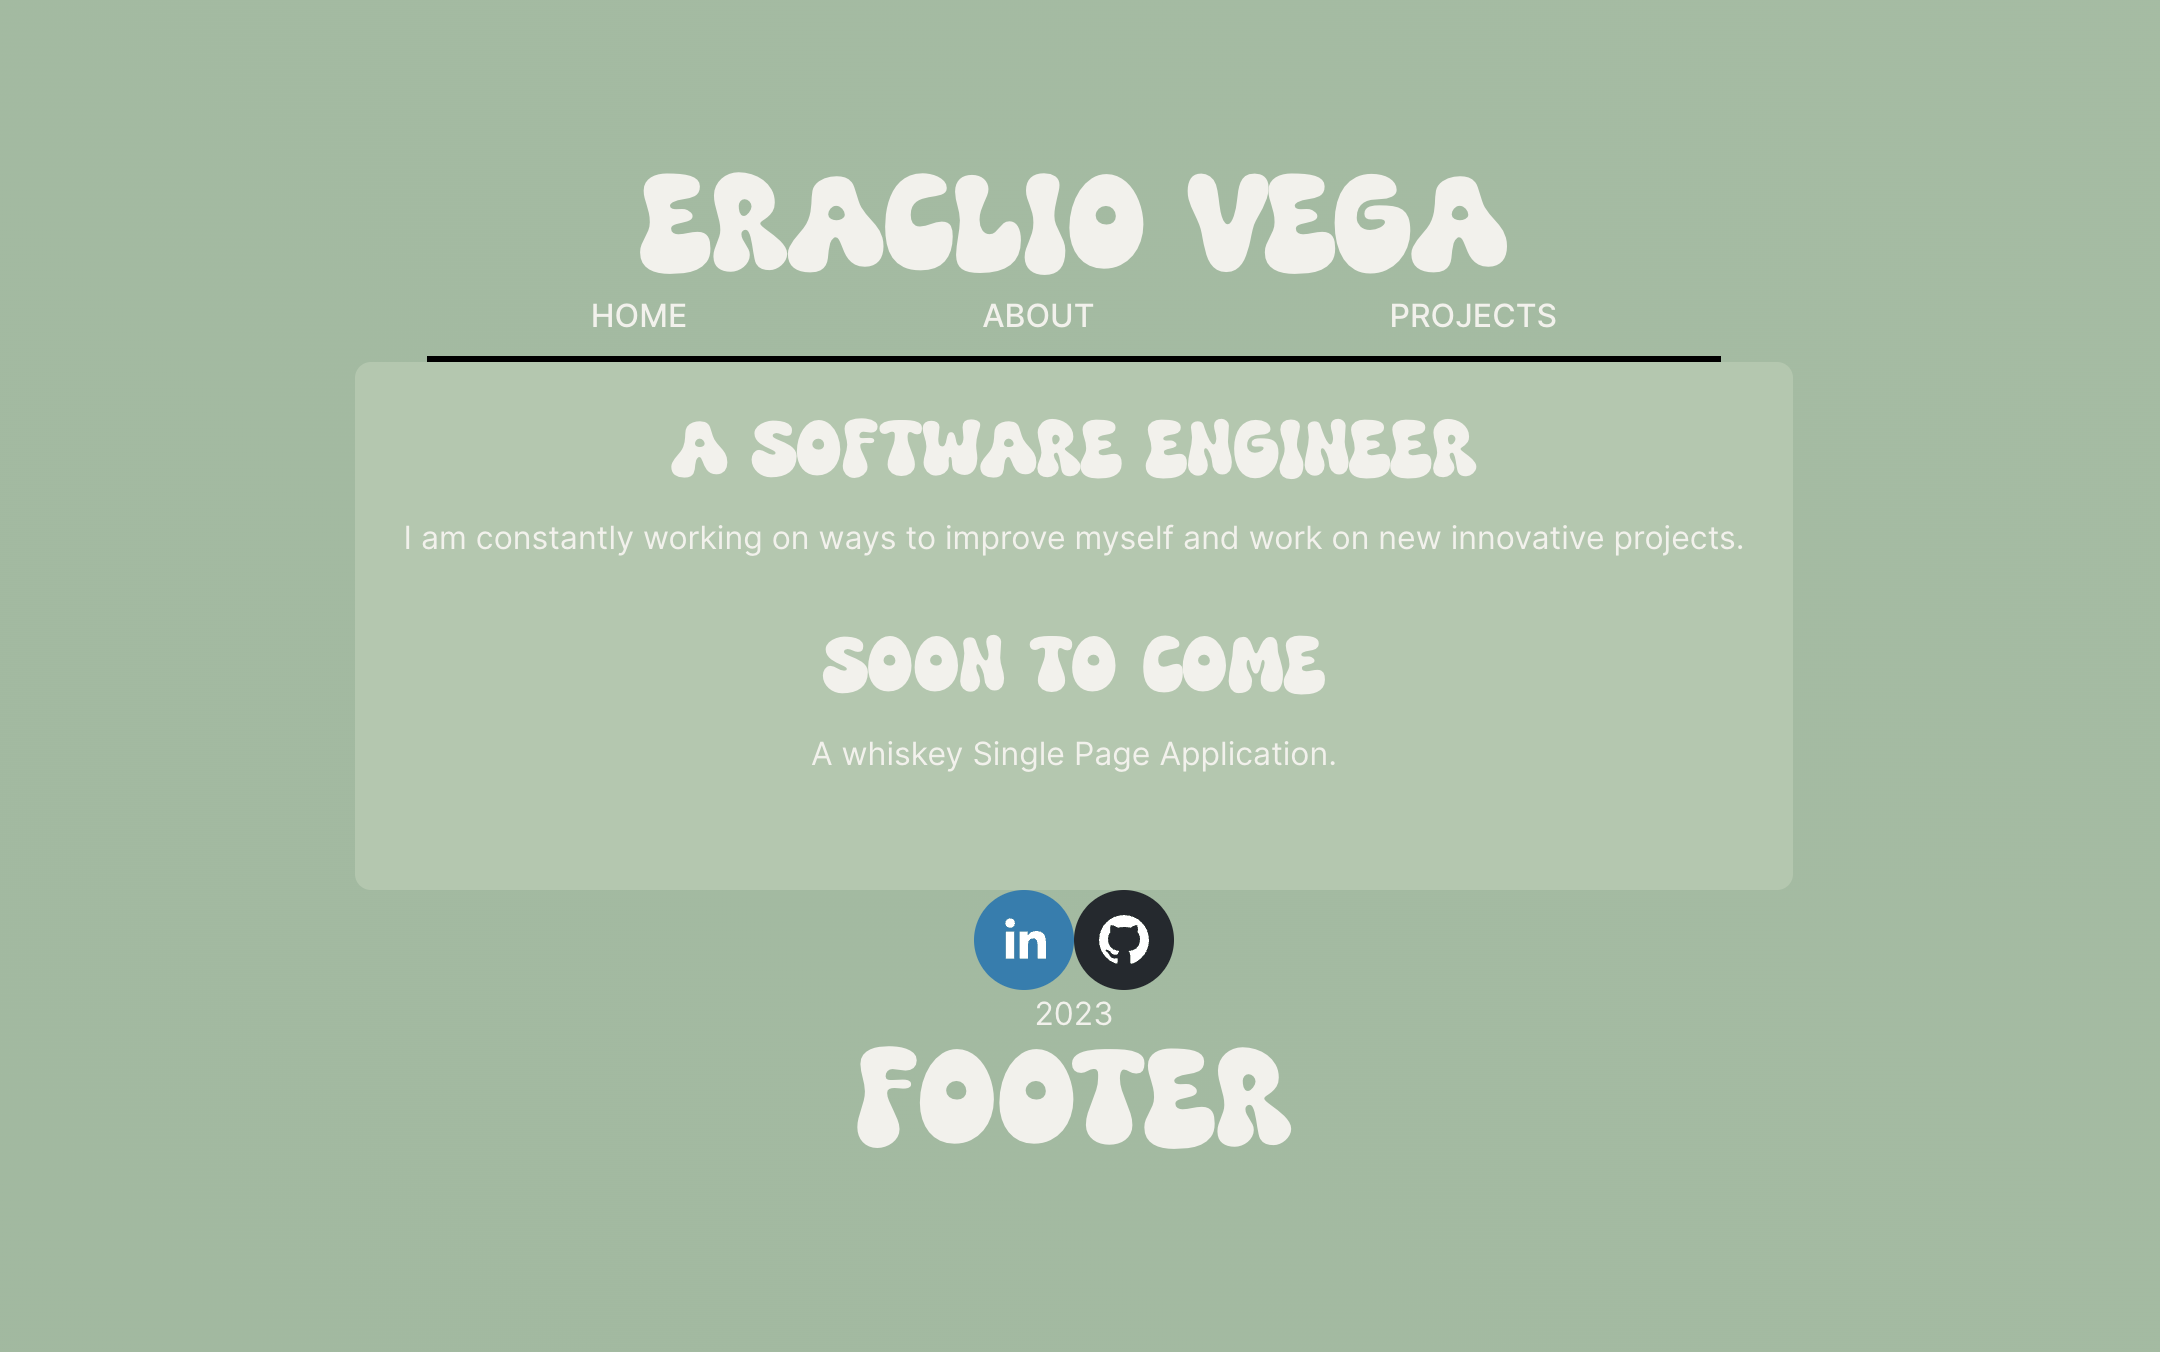 ERACLIO VEGA
HOME ABOUT PROJECTS
A SOFTWARE ENGINEER
I am constantly working on ways to improve myself and work on new innovative projects.
SOON TO COME
A whiskey Single Page Application.
in
2023
FOOTER